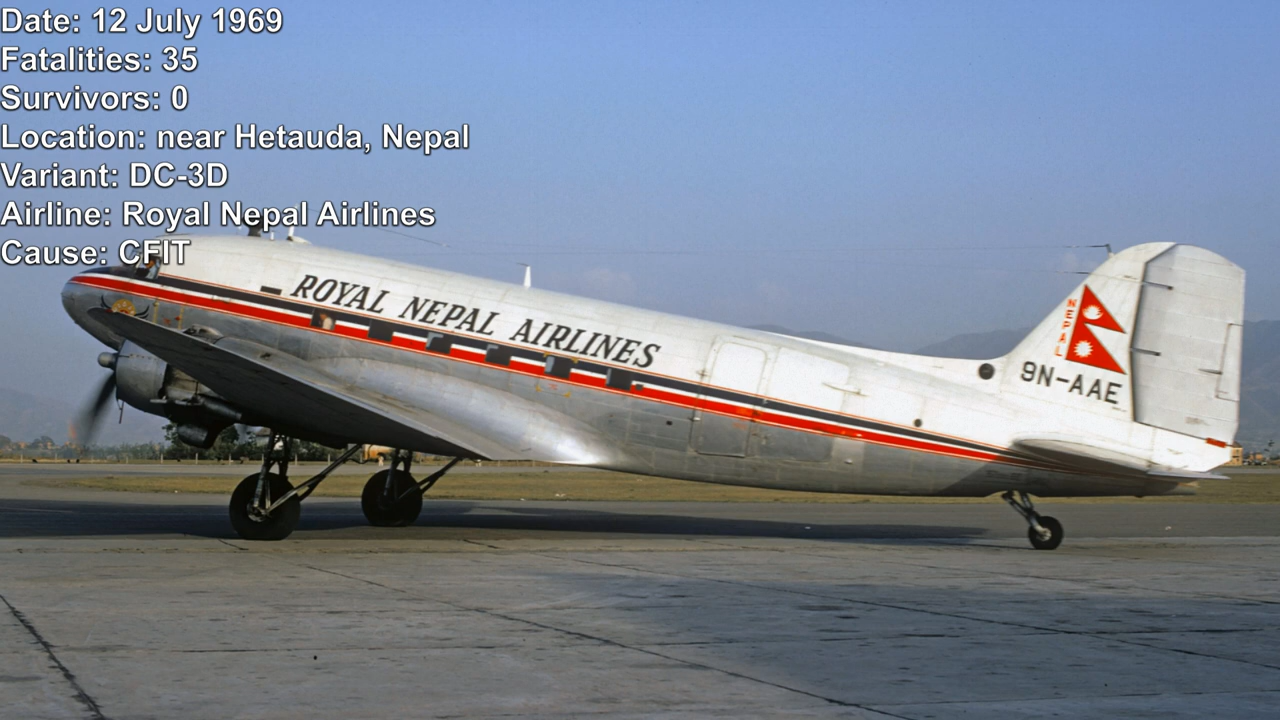 Date: 12 July 1969
Fatalities: 35
Survivors: 0
Location: near Hetauda, Nepal
Variant: DC-3D
Airline: Royal Nepal Airlines
Cause: CFIT
ROYAL NEPAL AIRLINES
NEPAL
9N-AAE